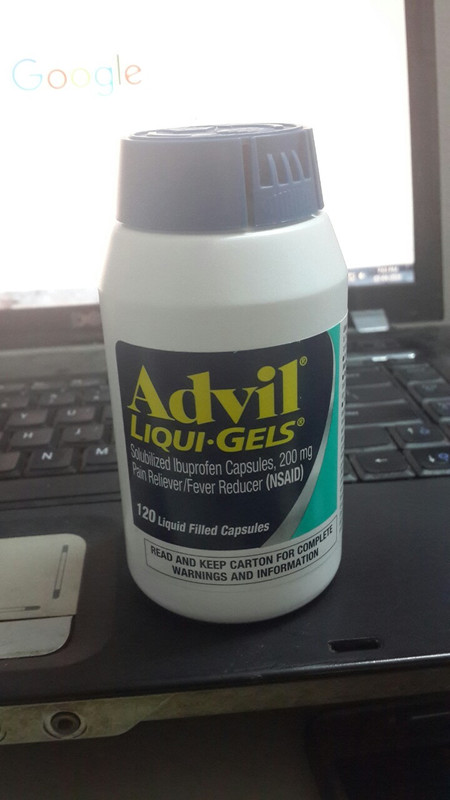 Google
Advil®
LIQUI·GELS®
Solubilized Ibuprofen Capsules, 200 mg
Pain Reliever/Fever Reducer (NSAID)
120 Liquid Filled Capsules
READ AND KEEP CARTON FOR COMPLETE
WARNINGS AND INFORMATION
H
B
N
M